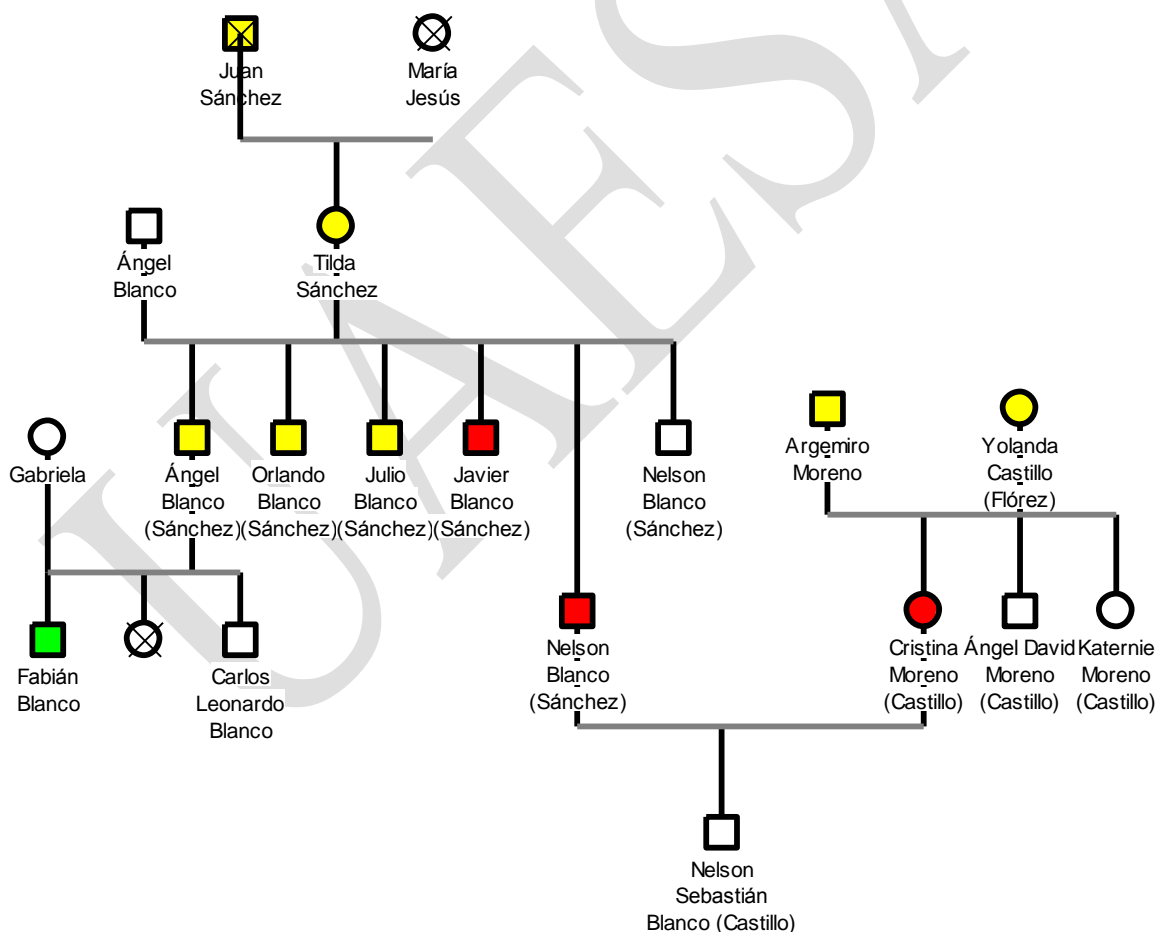 Juan
Sánchez
María
Jesús
Ángel
Blanco
Tilda
Sánchez
Gabriela
Ángel
Blanco
(Sánchez)
Orlando
Blanco
(Sánchez)
Julio
Blanco
(Sánchez)
Javier
Blanco
(Sánchez)
Nelson
Blanco
(Sánchez)
Argemiro
Moreno
Yolanda
Castillo
(Flórez)
Fabián
Blanco
Carlos
Leonardo
Blanco
Nelson
Blanco
(Sánchez)
Cristina
Moreno
(Castillo)
Ángel David
Moreno
(Castillo)
Katernie
Moreno
(Castillo)
Nelson
Sebastián
Blanco (Castillo)